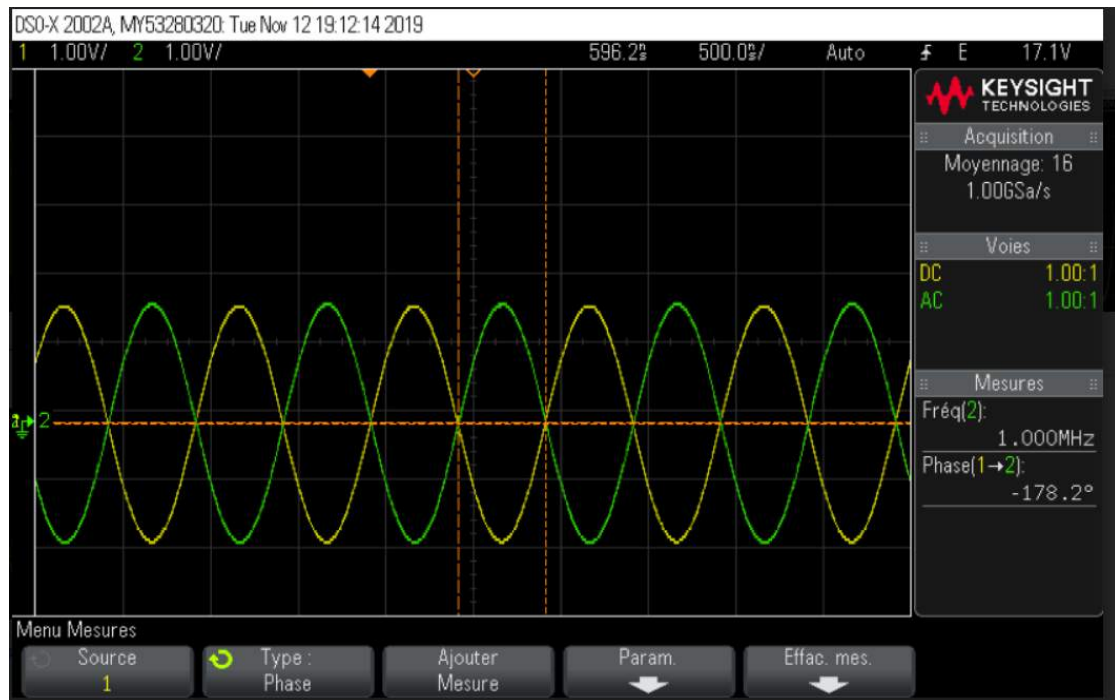 DSO-X 2002A, MY53280320: Tue Nov 12 19:12:14 2019
1 1.00V/ 2 1.00V/ 596.2ns 500.0ns/ Auto E 17.1V
KEYSIGHT
TECHNOLOGIES
Acquisition
Moyennage: 16
1.00GSa/s
Voies
DC 1.00:1
AC 1.00:1
2
Mesures
Fréq(2):
1.000MHz
Phase(1→2):
-178.2°
Menu Mesures
Source
1
Type :
Phase
Ajouter
Mesure
Param.
Effac. mes.